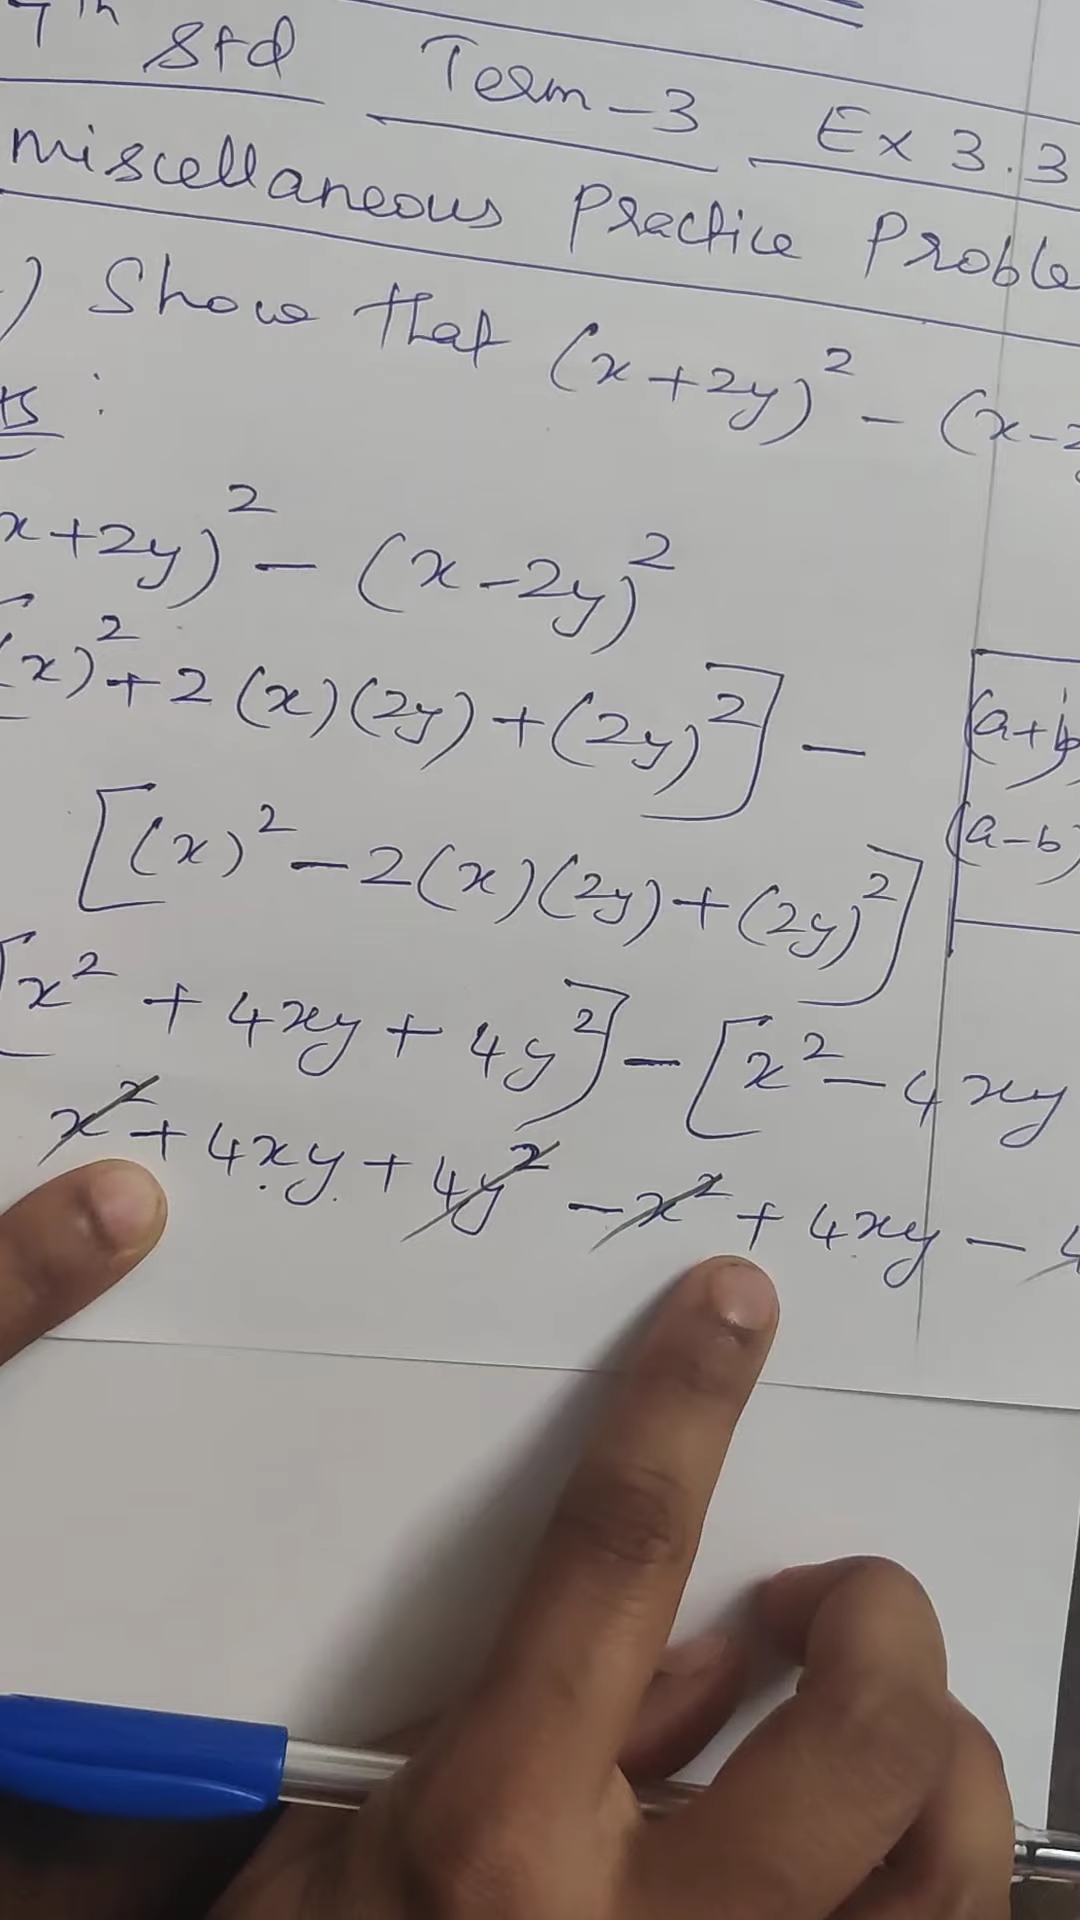 7th Std Term-3 Ex 3.3
miscellaneous Practice Proble
) Show that (x+2y)² - (x-2
:
x+2y)² - (x-2y)²
[(x)² + 2(x)(2y) + (2y)²] -
(a+b)
[(x)² - 2(x)(2y) + (2y)²]
(a-b)
[x² + 4xy + 4y²] - [x² - 4xy
x² + 4xy + 4y² - x² + 4xy - 4